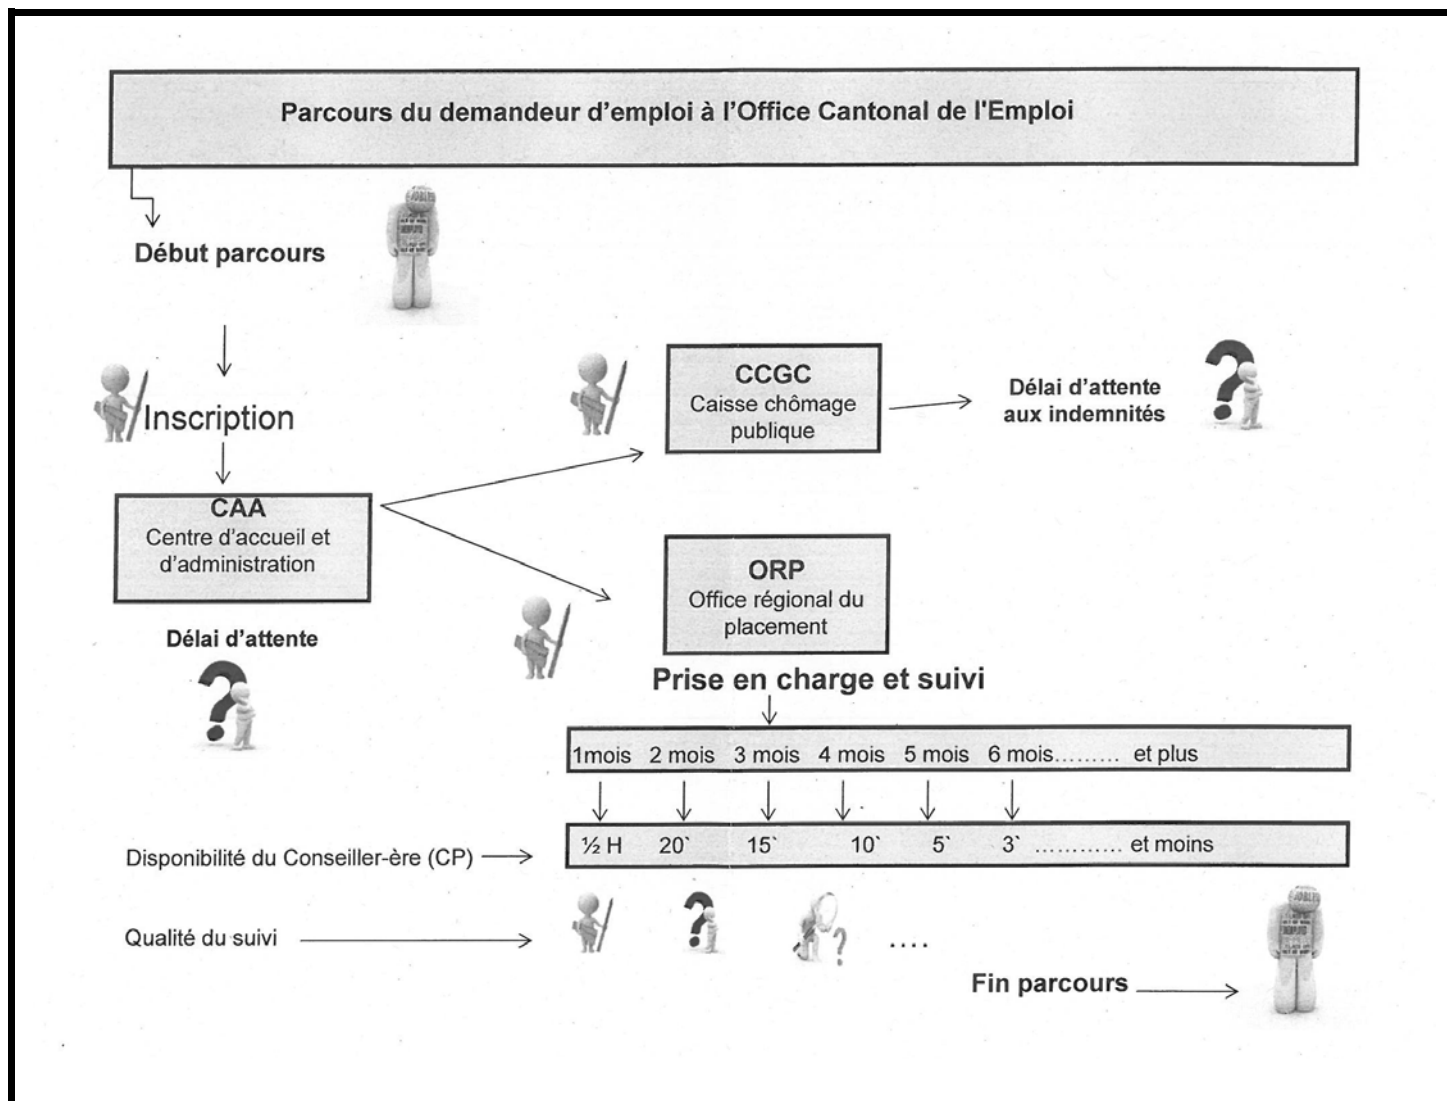 Parcours du demandeur d'emploi à l'Office Cantonal de l'Emploi
Début parcours
Inscription
CAA
Centre d'accueil et
d'administration
Délai d'attente
CCGC
Caisse chômage
publique
Délai d'attente
aux indemnités
ORP
Office régional du
placement
Prise en charge et suivi
1mois 2 mois 3 mois 4 mois 5 mois 6 mois......... et plus
Disponibilité du Conseiller-ère (CP)
½ H 20` 15` 10` 5` 3` ............ et moins
Qualité du suivi
....
Fin parcours